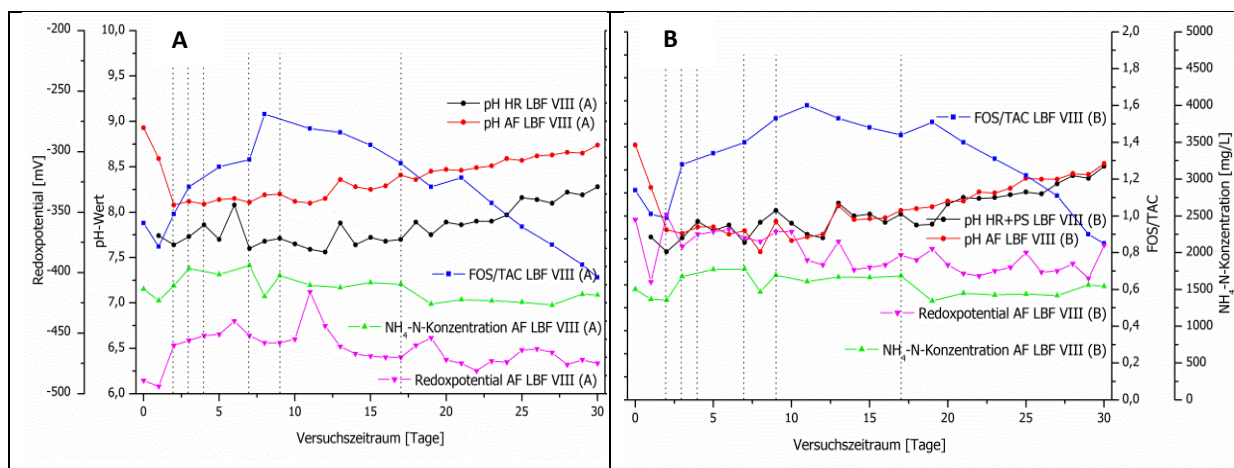 A
Redoxpotential [mV]
-200
-250
-300
-350
-400
-450
-500
pH-Wert
10,0
9,5
9,0
8,5
8,0
7,5
7,0
6,5
6,0
pH HR LBF VIII (A)
pH AF LBF VIII (A)
FOS/TAC LBF VIII (A)
NH₄-N-Konzentration AF LBF VIII (A)
Redoxpotential AF LBF VIII (A)
0 5 10 15 20 25 30
Versuchszeitraum [Tage]
B
FOS/TAC LBF VIII (B)
pH HR+PS LBF VIII (B)
pH AF LBF VIII (B)
Redoxpotential AF LBF VIII (B)
NH₄-N-Konzentration AF LBF VIII (B)
0 5 10 15 20 25 30
Versuchszeitraum [Tage]
2,0
1,8
1,6
1,4
1,2
1,0
0,8
0,6
0,4
0,2
0,0
FOS/TAC
5000
4500
4000
3500
3000
2500
2000
1500
1000
500
0
NH₄-N-Konzentration [mg/L]